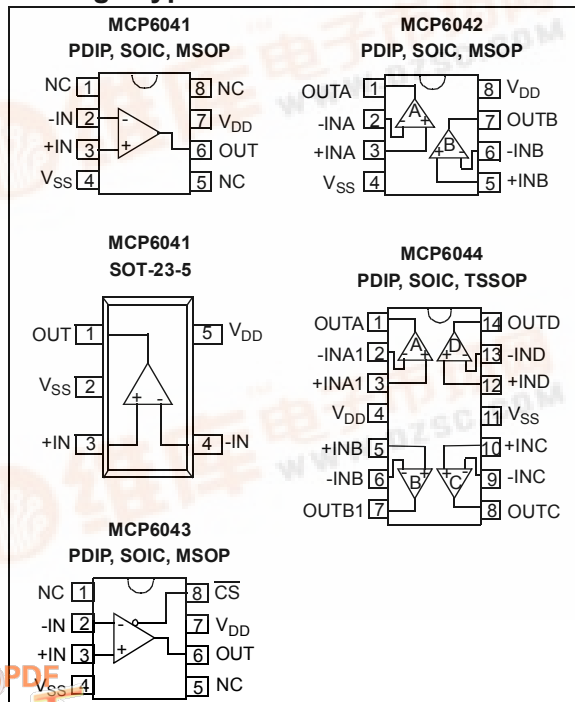 MCP6041
PDIP, SOIC, MSOP
NC 1 8 NC
-IN 2 - 7 VDD
+IN 3 + 6 OUT
VSS 4 5 NC
MCP6042
PDIP, SOIC, MSOP
OUTA 1 8 VDD
-INA 2 - A + 7 OUTB
+INA 3 + B - 6 -INB
VSS 4 5 +INB
MCP6041
SOT-23-5
OUT 1 5 VDD
VSS 2
+ -
+IN 3 4 -IN
MCP6044
PDIP, SOIC, TSSOP
OUTA 1 14 OUTD
-INA1 2 - A + + D - 13 -IND
+INA1 3 12 +IND
VDD 4 11 VSS
+INB 5 10 +INC
-INB 6 - B + + C - 9 -INC
OUTB1 7 8 OUTC
MCP6043
PDIP, SOIC, MSOP
NC 1 8 CS
-IN 2 - 7 VDD
+IN 3 + 6 OUT
VSS 4 5 NC
PDF